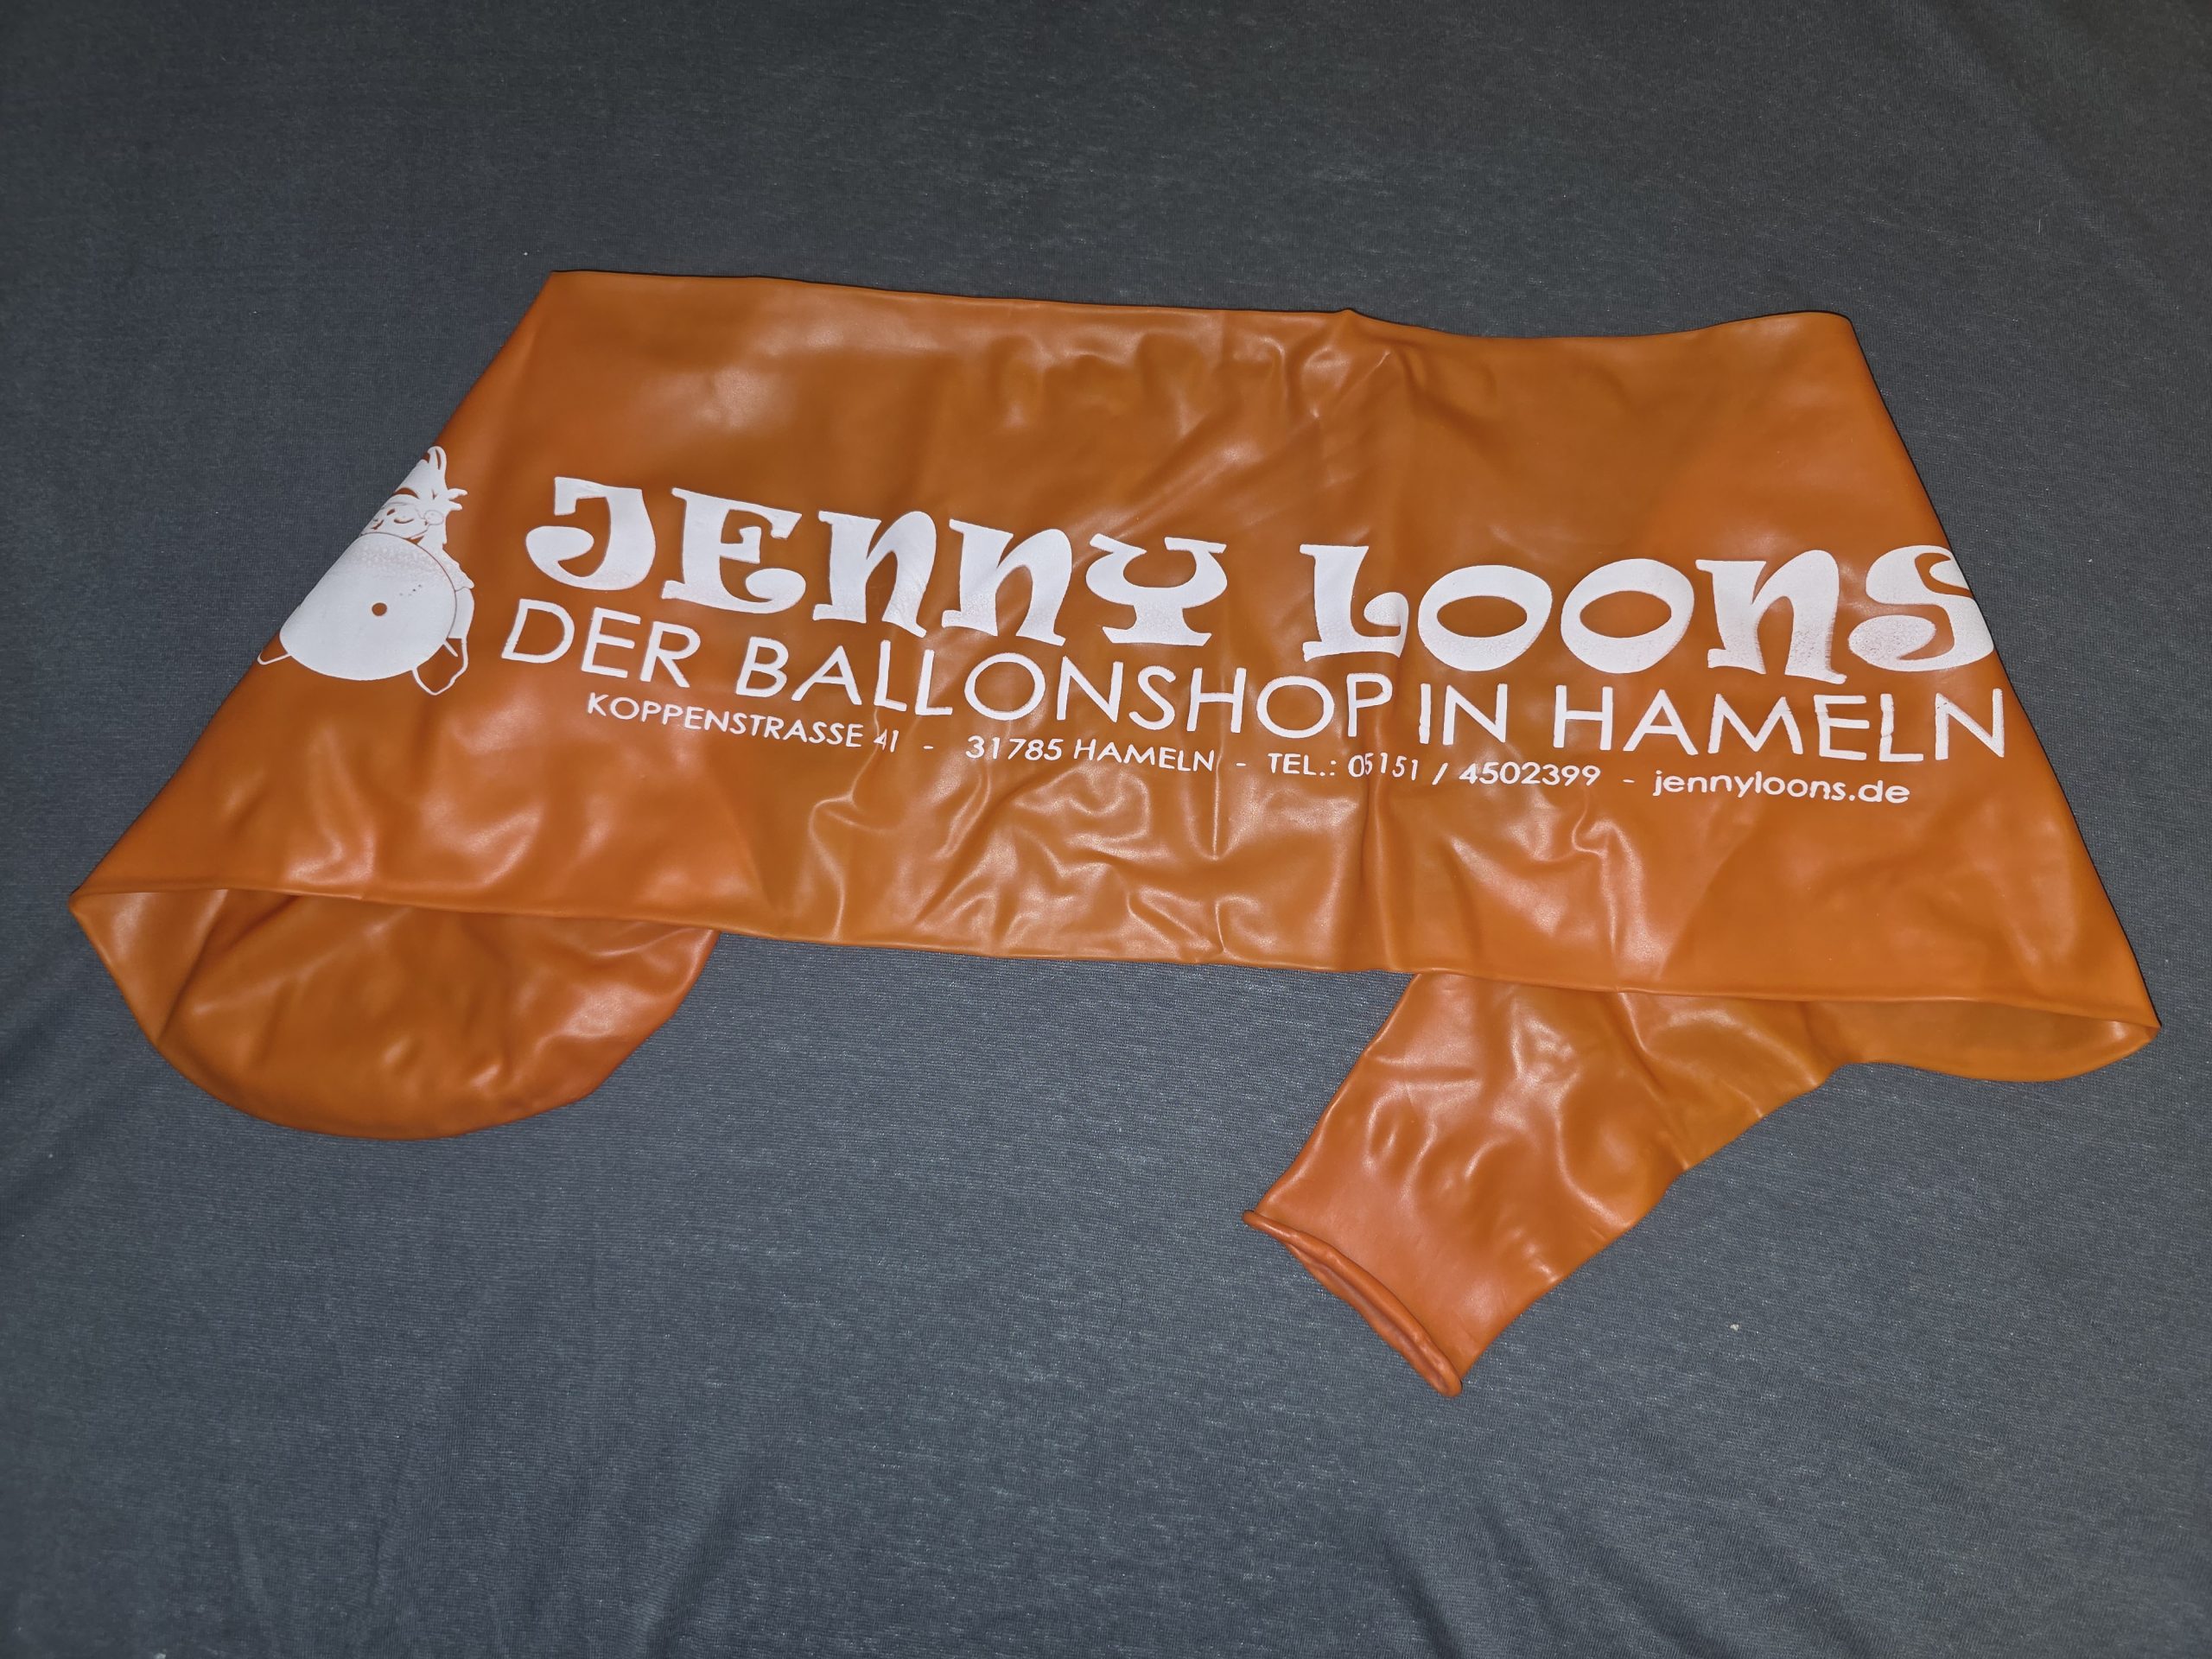 JENNY LOONS
DER BALLONSHOP IN HAMELN
KOPPENSTRASSE 41 - 31785 HAMELN - TEL.: 05151 / 4502399 - jennyloons.de